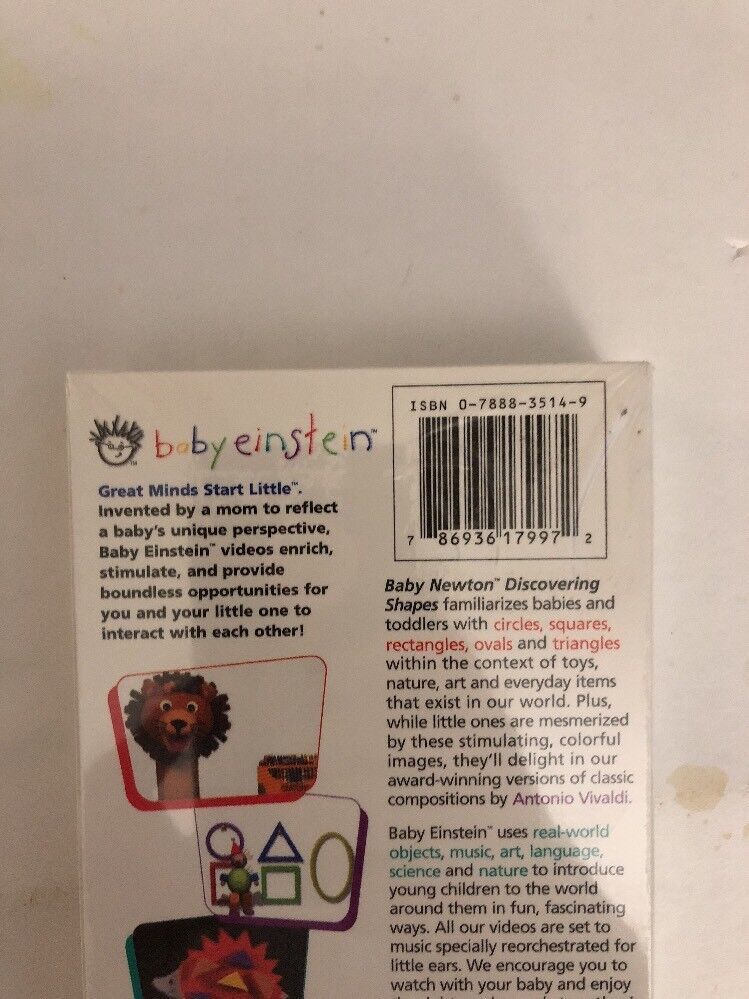 baby einstein™
Great Minds Start Little™.
Invented by a mom to reflect
a baby's unique perspective,
Baby Einstein™ videos enrich,
stimulate, and provide
boundless opportunities for
you and your little one to
interact with each other!
ISBN 0-7888-3514-9
7 86936 17997 2
Baby Newton™ Discovering
Shapes familiarizes babies and
toddlers with circles, squares,
rectangles, ovals and triangles
within the context of toys,
nature, art and everyday items
that exist in our world. Plus,
while little ones are mesmerized
by these stimulating, colorful
images, they'll delight in our
award-winning versions of classic
compositions by Antonio Vivaldi.
Baby Einstein™ uses real-world
objects, music, art, language,
science and nature to introduce
young children to the world
around them in fun, fascinating
ways. All our videos are set to
music specially reorchestrated for
little ears. We encourage you to
watch with your baby and enjoy